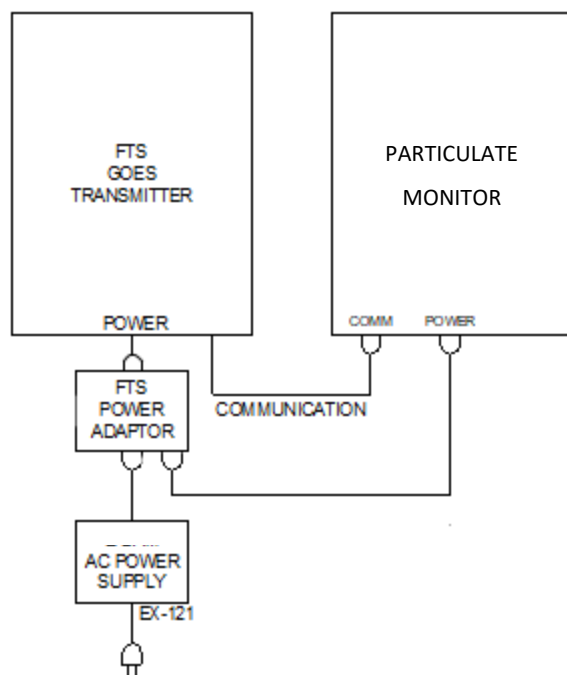 FTS
GOES
TRANSMITTER
POWER
PARTICULATE
MONITOR
COMM POWER
COMMUNICATION
FTS
POWER
ADAPTOR
AC POWER
SUPPLY
EX-121